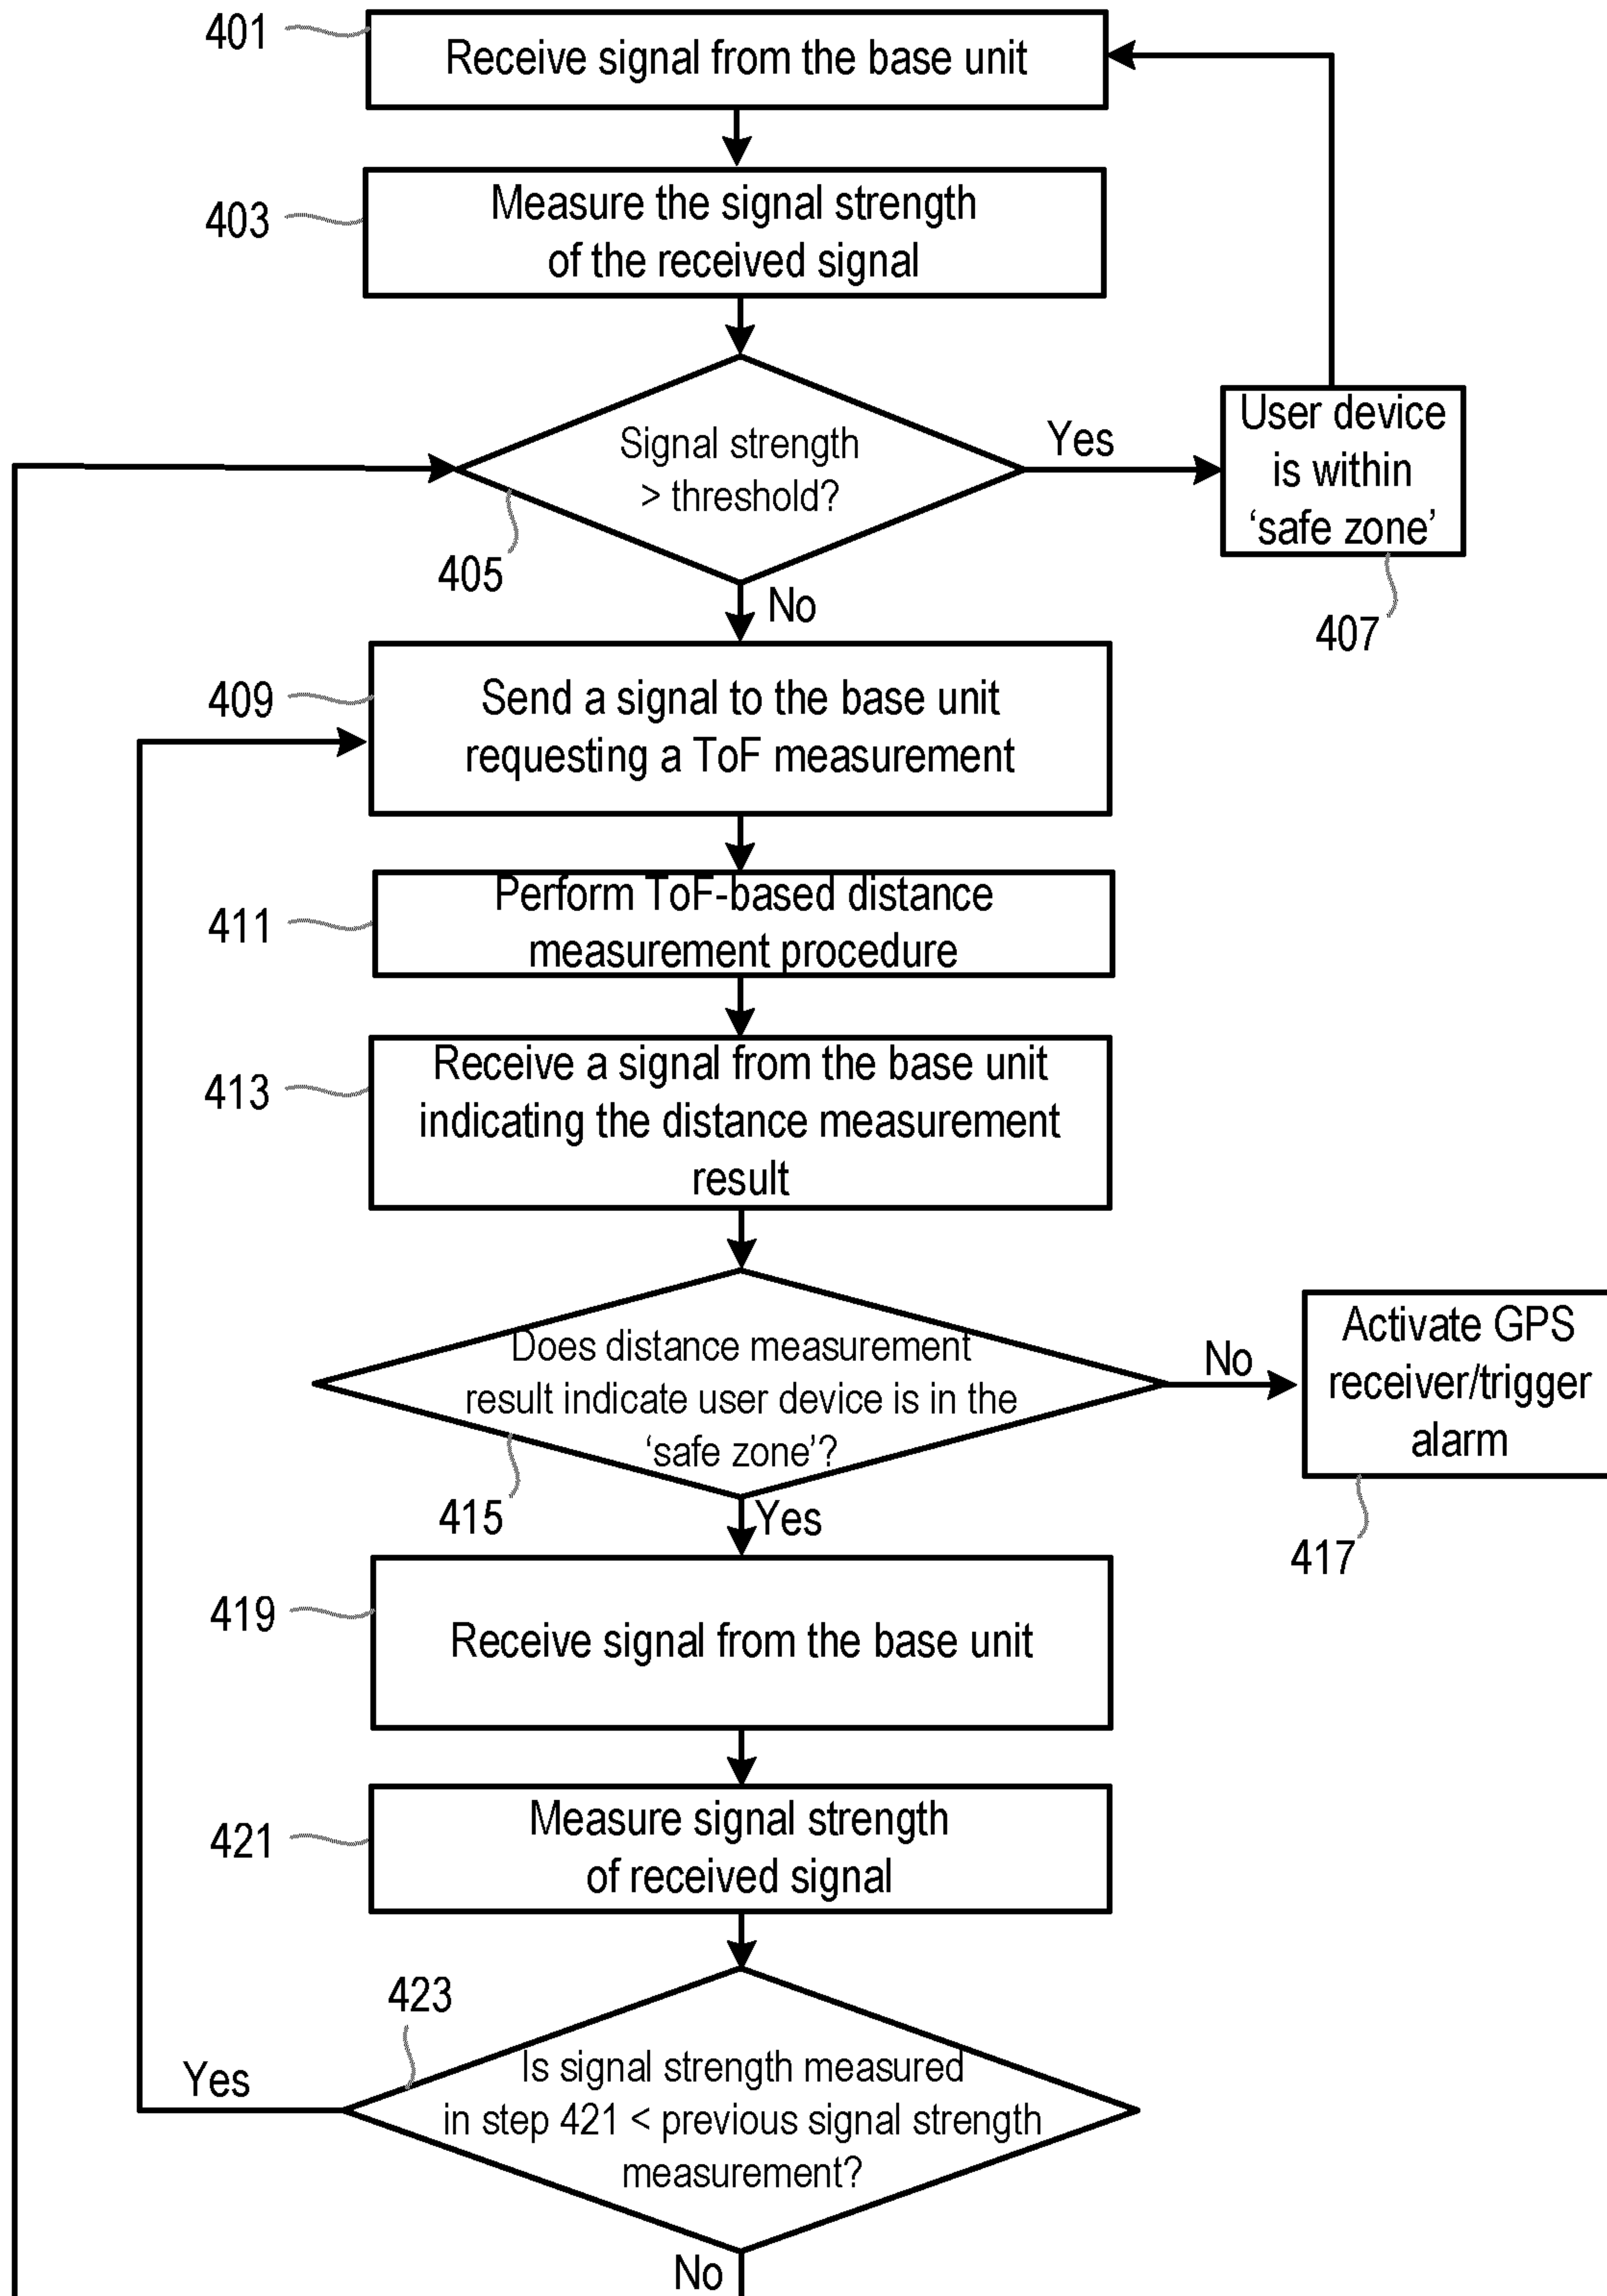 401
Receive signal from the base unit
403
Measure the signal strength
of the received signal
Signal strength
> threshold?
405
Yes
User device
is within
‘safe zone’
407
No
409
Send a signal to the base unit
requesting a ToF measurement
411
Perform ToF-based distance
measurement procedure
413
Receive a signal from the base unit
indicating the distance measurement
result
Does distance measurement
result indicate user device is in the
‘safe zone’?
415
No
Activate GPS
receiver/trigger
alarm
417
Yes
419
Receive signal from the base unit
421
Measure signal strength
of received signal
423
Is signal strength measured
in step 421 < previous signal strength
measurement?
Yes
No